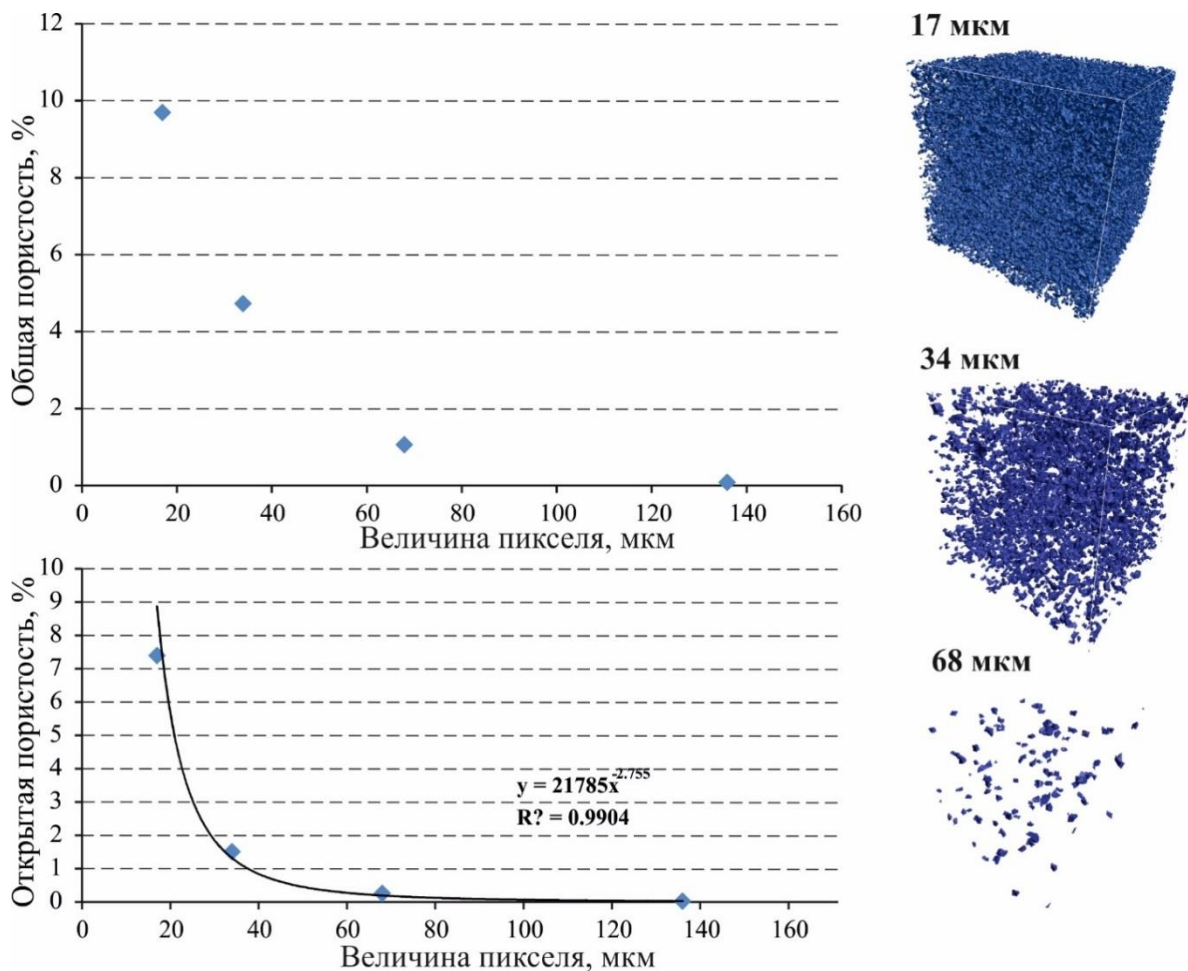 Общая пористость, %
12
10
8
6
4
2
0
0 20 40 60 80 100 120 140 160
Величина пикселя, мкм
Открытая пористость, %
10
9
8
7
6
5
4
3
2
1
0
0 20 40 60 80 100 120 140 160
Величина пикселя, мкм
y = 21785x^-2.755
R? = 0.9904
17 мкм
34 мкм
68 мкм